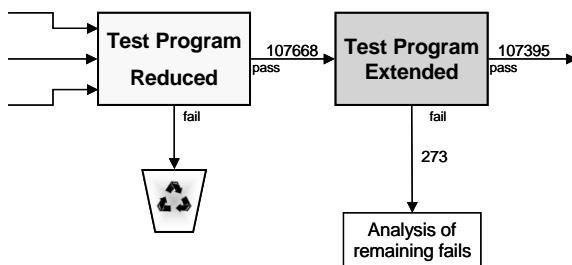 Test Program
Reduced
107668
pass
Test Program
Extended
107395
pass
fail
fail
273
Analysis of
remaining fails